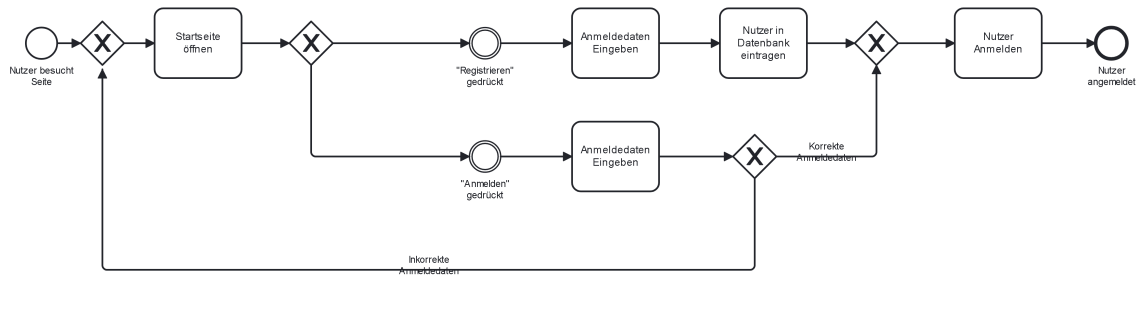 Nutzer besucht
Seite
X
Startseite
öffnen
X
"Registrieren"
gedrückt
Anmeldedaten
Eingeben
Nutzer in
Datenbank
eintragen
X
Nutzer
Anmelden
Nutzer
angemeldet
"Anmelden"
gedrückt
Anmeldedaten
Eingeben
X
Korrekte
Anmeldedaten
Inkorrekte
Anmeldedaten